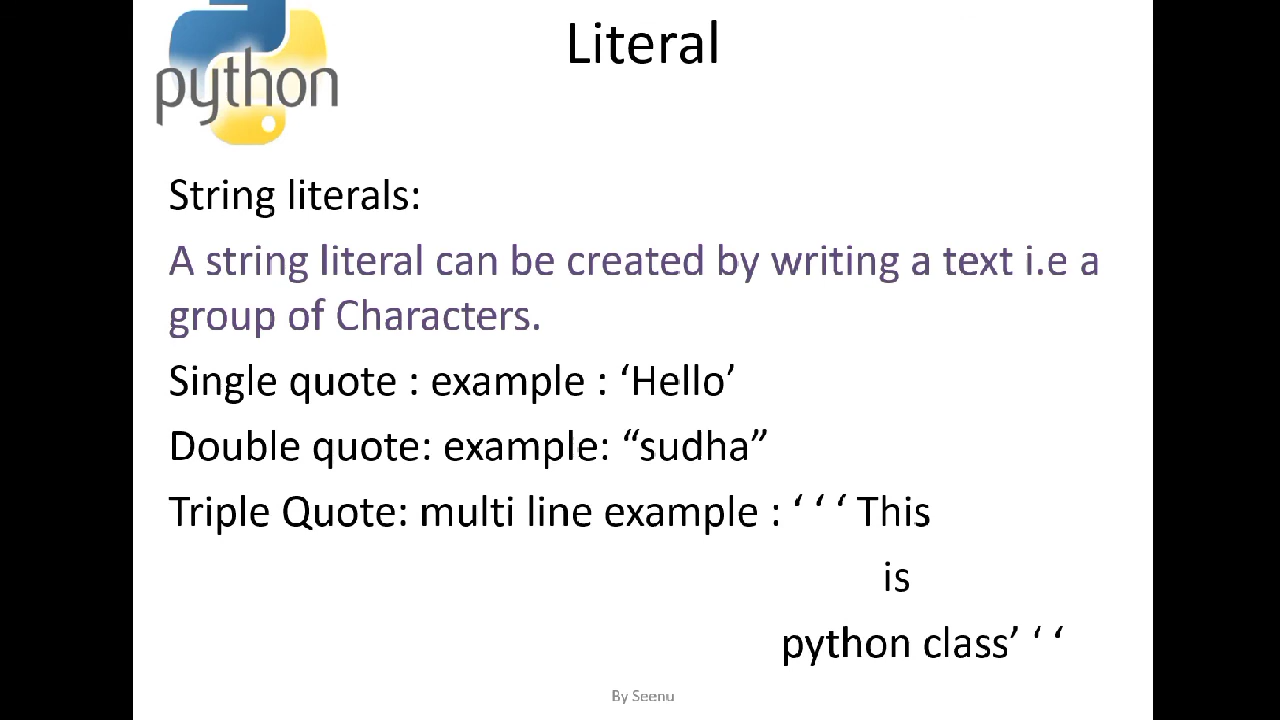 python
Literal
String literals:
A string literal can be created by writing a text i.e a
group of Characters.
Single quote : example : ‘Hello’
Double quote: example: “sudha”
Triple Quote: multi line example : ‘ ‘ ‘ This
is
python class’ ‘ ‘
By Seenu